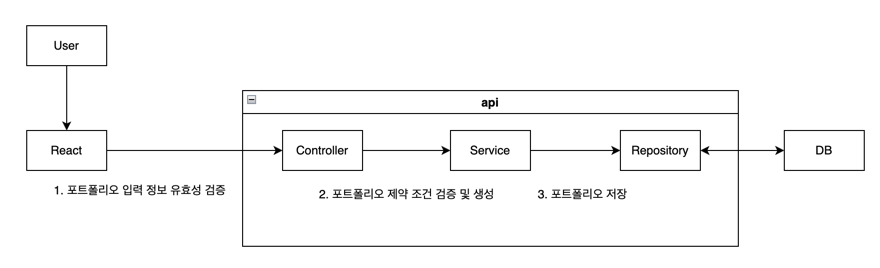 User
api
React
Controller
Service
Repository
DB
1. 포트폴리오 입력 정보 유효성 검증
2. 포트폴리오 제약 조건 검증 및 생성
3. 포트폴리오 저장